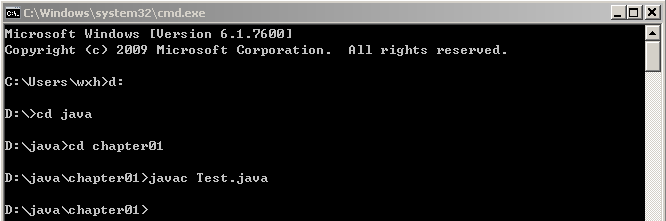 C:\Windows\system32\cmd.exe
Microsoft Windows [Version 6.1.7600]
Copyright (c) 2009 Microsoft Corporation.  All rights reserved.
C:\Users\wxh>d:
D:\>cd java
D:\java>cd chapter01
D:\java\chapter01>javac Test.java
D:\java\chapter01>